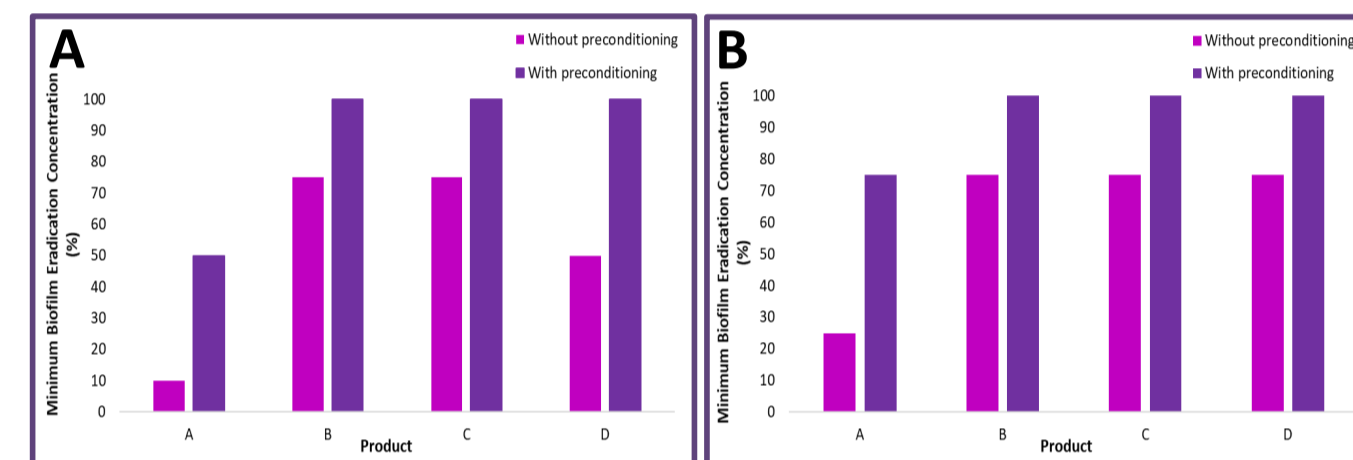 A
Without preconditioning
With preconditioning
Minimum Biofilm Eradication Concentration
(%)
100
90
80
70
60
50
40
30
20
10
0
A B C D
Product
B
Without preconditioning
With preconditioning
Minimum Biofilm Eradication Concentration
(%)
100
90
80
70
60
50
40
30
20
10
0
A B C D
Product